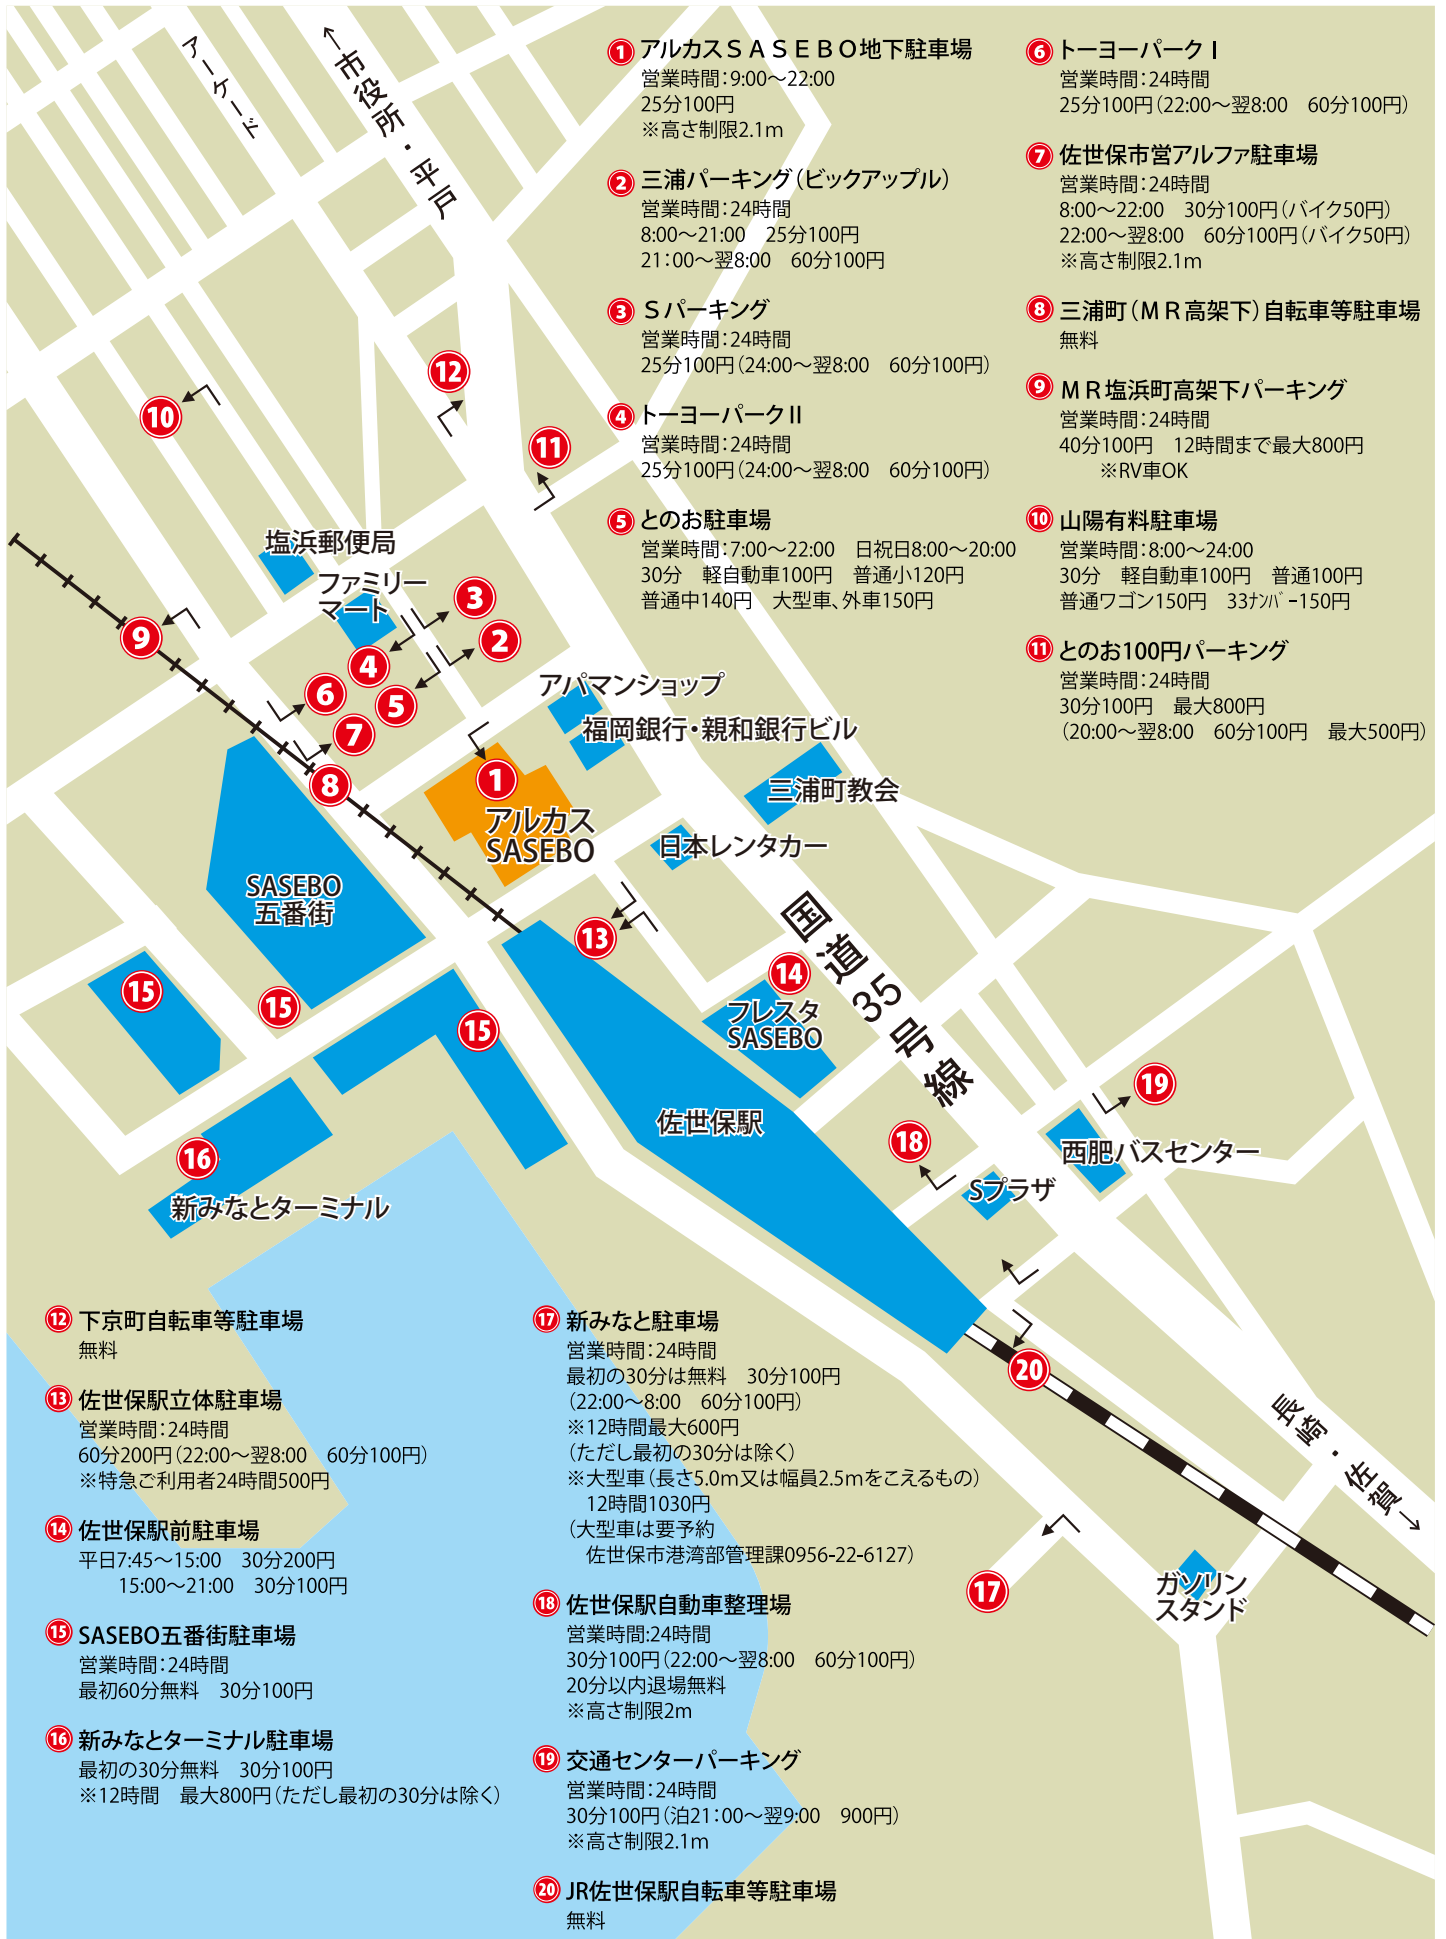 アーケード
←市役所・平戸
① アルカスＳＡＳＥＢＯ地下駐車場
営業時間：9:00～22:00
25分100円
※高さ制限2.1m
② 三浦パーキング（ビックアップル）
営業時間：24時間
8:00～21:00　25分100円
21：00～翌8:00　60分100円
③ Ｓパーキング
営業時間：24時間
25分100円（24:00～翌8:00　60分100円）
④ トーヨーパークⅡ
営業時間：24時間
25分100円（24:00～翌8:00　60分100円）
⑤ とのお駐車場
営業時間：7:00～22:00　日祝日8:00～20:00
30分　軽自動車100円　普通小120円
普通中140円　大型車、外車150円
⑥ トーヨーパークⅠ
営業時間：24時間
25分100円（22:00～翌8:00　60分100円）
⑦ 佐世保市営アルファ駐車場
営業時間：24時間
8:00～22:00　30分100円（バイク50円）
22:00～翌8:00　60分100円（バイク50円）
※高さ制限2.1m
⑧ 三浦町（ＭＲ高架下）自転車等駐車場
無料
⑨ ＭＲ塩浜町高架下パーキング
営業時間：24時間
40分100円　12時間まで最大800円
※RV車OK
⑩ 山陽有料駐車場
営業時間：8:00～24:00
30分　軽自動車100円　普通100円
普通ワゴン150円　33ﾅﾝﾊﾞｰ150円
⑪ とのお100円パーキング
営業時間：24時間
30分100円　最大800円
（20:00～翌8:00　60分100円　最大500円）
⑫
⑩
⑪
塩浜郵便局
ファミリー
マート
③
⑨
②
④
⑥
⑤
アパマンショップ
⑦
福岡銀行・親和銀行ビル
⑧
①
三浦町教会
アルカス
SASEBO
日本レンタカー
SASEBO
五番街
国道35号線
⑬
⑭
⑮
⑮
⑮
フレスタ
SASEBO
佐世保駅
⑲
⑱
西肥バスセンター
Sプラザ
⑯
新みなとターミナル
⑳
長崎・佐賀→
⑰
ガソリン
スタンド
⑫ 下京町自転車等駐車場
無料
⑬ 佐世保駅立体駐車場
営業時間：24時間
60分200円（22:00～翌8:00　60分100円）
※特急ご利用者24時間500円
⑭ 佐世保駅前駐車場
平日7:45～15:00　30分200円
15:00～21:00　30分100円
⑮ SASEBO五番街駐車場
営業時間：24時間
最初60分無料　30分100円
⑯ 新みなとターミナル駐車場
最初の30分無料　30分100円
※12時間　最大800円（ただし最初の30分は除く）
⑰ 新みなと駐車場
営業時間：24時間
最初の30分は無料　30分100円
（22:00～8:00　60分100円）
※12時間最大600円
（ただし最初の30分は除く）
※大型車（長さ5.0m又は幅員2.5mをこえるもの）
12時間1030円
（大型車は要予約
佐世保市港湾部管理課0956-22-6127）
⑱ 佐世保駅自動車整理場
営業時間:24時間
30分100円（22:00～翌8:00　60分100円）
20分以内退場無料
※高さ制限2m
⑲ 交通センターパーキング
営業時間：24時間
30分100円（泊21：00～翌9:00　900円）
※高さ制限2.1m
⑳ JR佐世保駅自転車等駐車場
無料